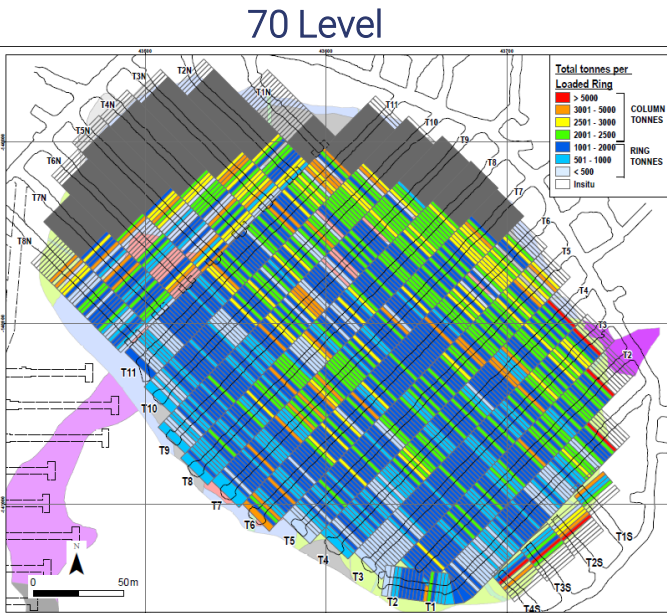 70 Level
Total tonnes per
Loaded Ring
> 5000
3001 - 5000
2501 - 3000
2001 - 2500
COLUMN
TONNES
1001 - 2000
501 - 1000
< 500
RING
TONNES
Insitu
T2N
T3N
T1N
T4N
T11
T5N
T10
T9
T6N
T8
T7N
T7
T6
T8N
T5
T4
T3
T2
T11
T10
T9
T8
T7
T6
T5
T4
T3
T2
T1
T1S
T2S
T3S
T4S
N
0 50m